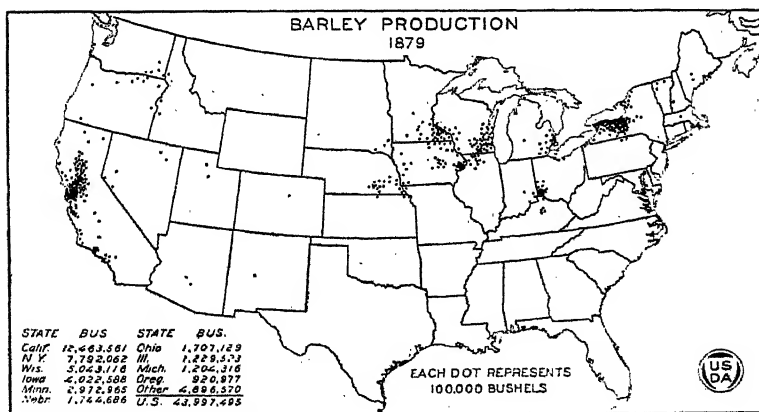 BARLEY PRODUCTION
1879
STATE BUS STATE BUS.
Calif. 12,463,561 Ohio 1,707,129
N Y. 7,792,062 Ill. 1,229,523
Wis. 5,043,118 Mich. 1,204,316
Iowa 4,022,588 Oreg. 920,977
Minn. 2,972,965 Other 4,896,570
Nebr. 1,744,686 U.S. 43,997,495
EACH DOT REPRESENTS
100,000 BUSHELS
US
DA